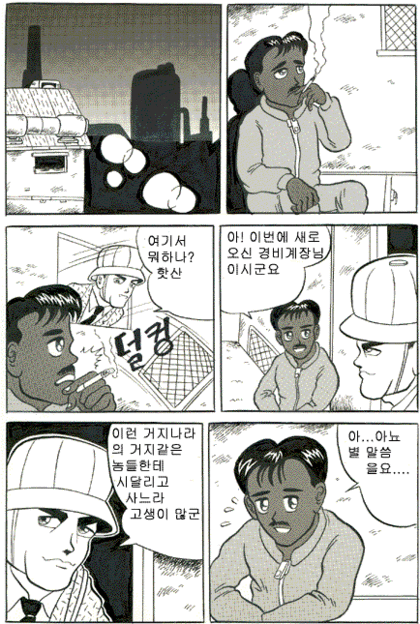 여기서
뭐하나?
핫산
덜컹
아! 이번에 새로
오신 경비계장님
이시군요
이런 거지나라
의 거지같은
놈들한테
시달리고
사느라
고생이 많군
아...아뇨
별 말씀
을요....